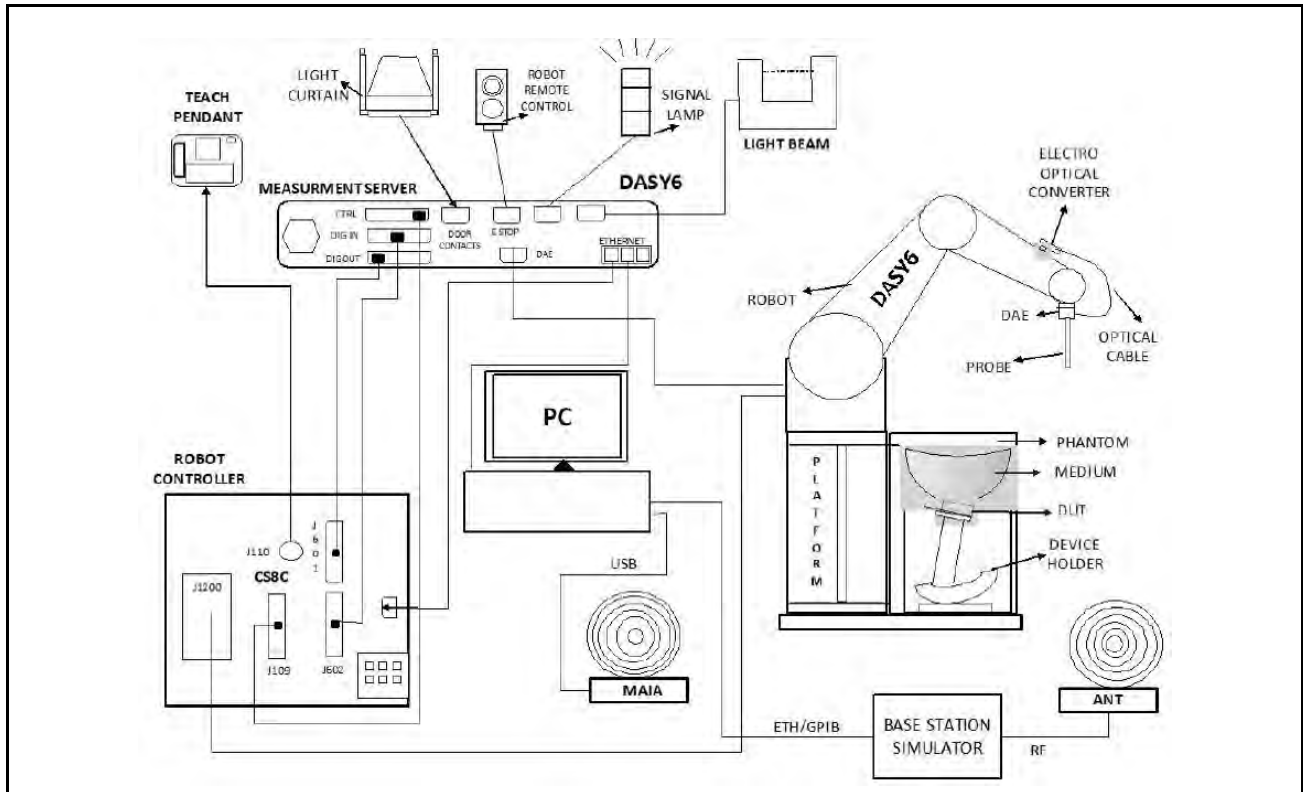 LIGHT
CURTAIN
ROBOT
REMOTE
CONTROL
SIGNAL
LAMP
LIGHT BEAM
TEACH
PENDANT
MEASURMENT SERVER
DASY6
CTRL
DIG IN
DIGOUT
DOOR
CONTACTS
E STOP
DAE
ETHERNET
ELECTRO
OPTICAL
CONVERTER
ROBOT
DASY6
DAE
OPTICAL
CABLE
PROBE
PC
PLATFORM
PHANTOM
MEDIUM
DUT
DEVICE
HOLDER
ROBOT
CONTROLLER
J601
J110
CS8C
J1200
J109
J602
USB
MAIA
ETH/GPIB
BASE STATION
SIMULATOR
RF
ANT